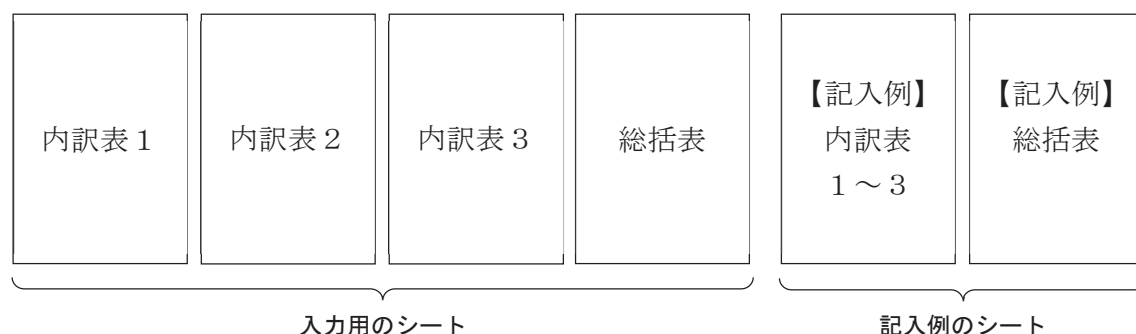 内訳表1
内訳表2
内訳表3
総括表
【記入例】
内訳表
1～3
【記入例】
総括表
入力用のシート
記入例のシート